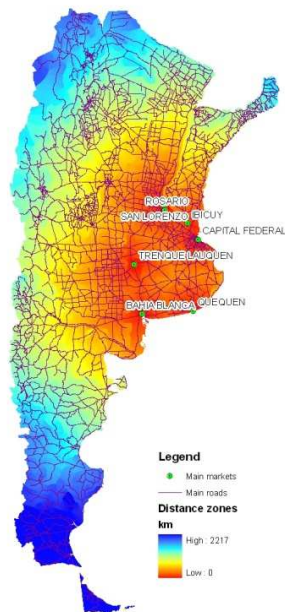 ROSARIO
SAN LORENZO IBICUY
CAPITAL FEDERAL
TRENQUE LAUQUEN
BAHIA BLANCA QUEQUEN
Legend
Main markets
Main roads
Distance zones
km
High : 2217
Low : 0